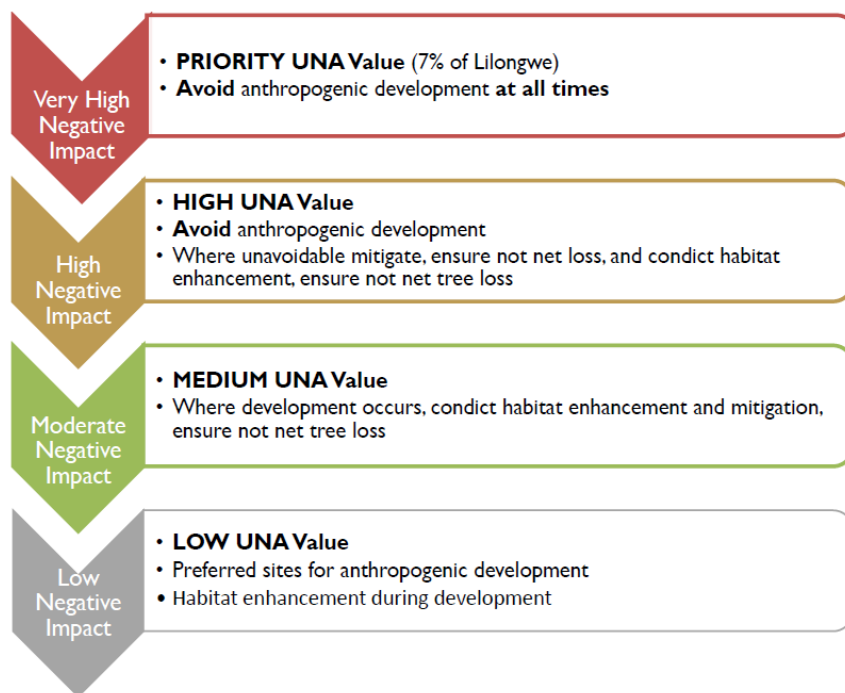 Very High
Negative
Impact
• PRIORITY UNA Value (7% of Lilongwe)
• Avoid anthropogenic development at all times
High
Negative
Impact
• HIGH UNA Value
• Avoid anthropogenic development
• Where unavoidable mitigate, ensure not net loss, and condict habitat
enhancement, ensure not net tree loss
Moderate
Negative
Impact
• MEDIUM UNA Value
• Where development occurs, condict habitat enhancement and mitigation,
ensure not net tree loss
Low
Negative
Impact
• LOW UNA Value
• Preferred sites for anthropogenic development
• Habitat enhancement during development